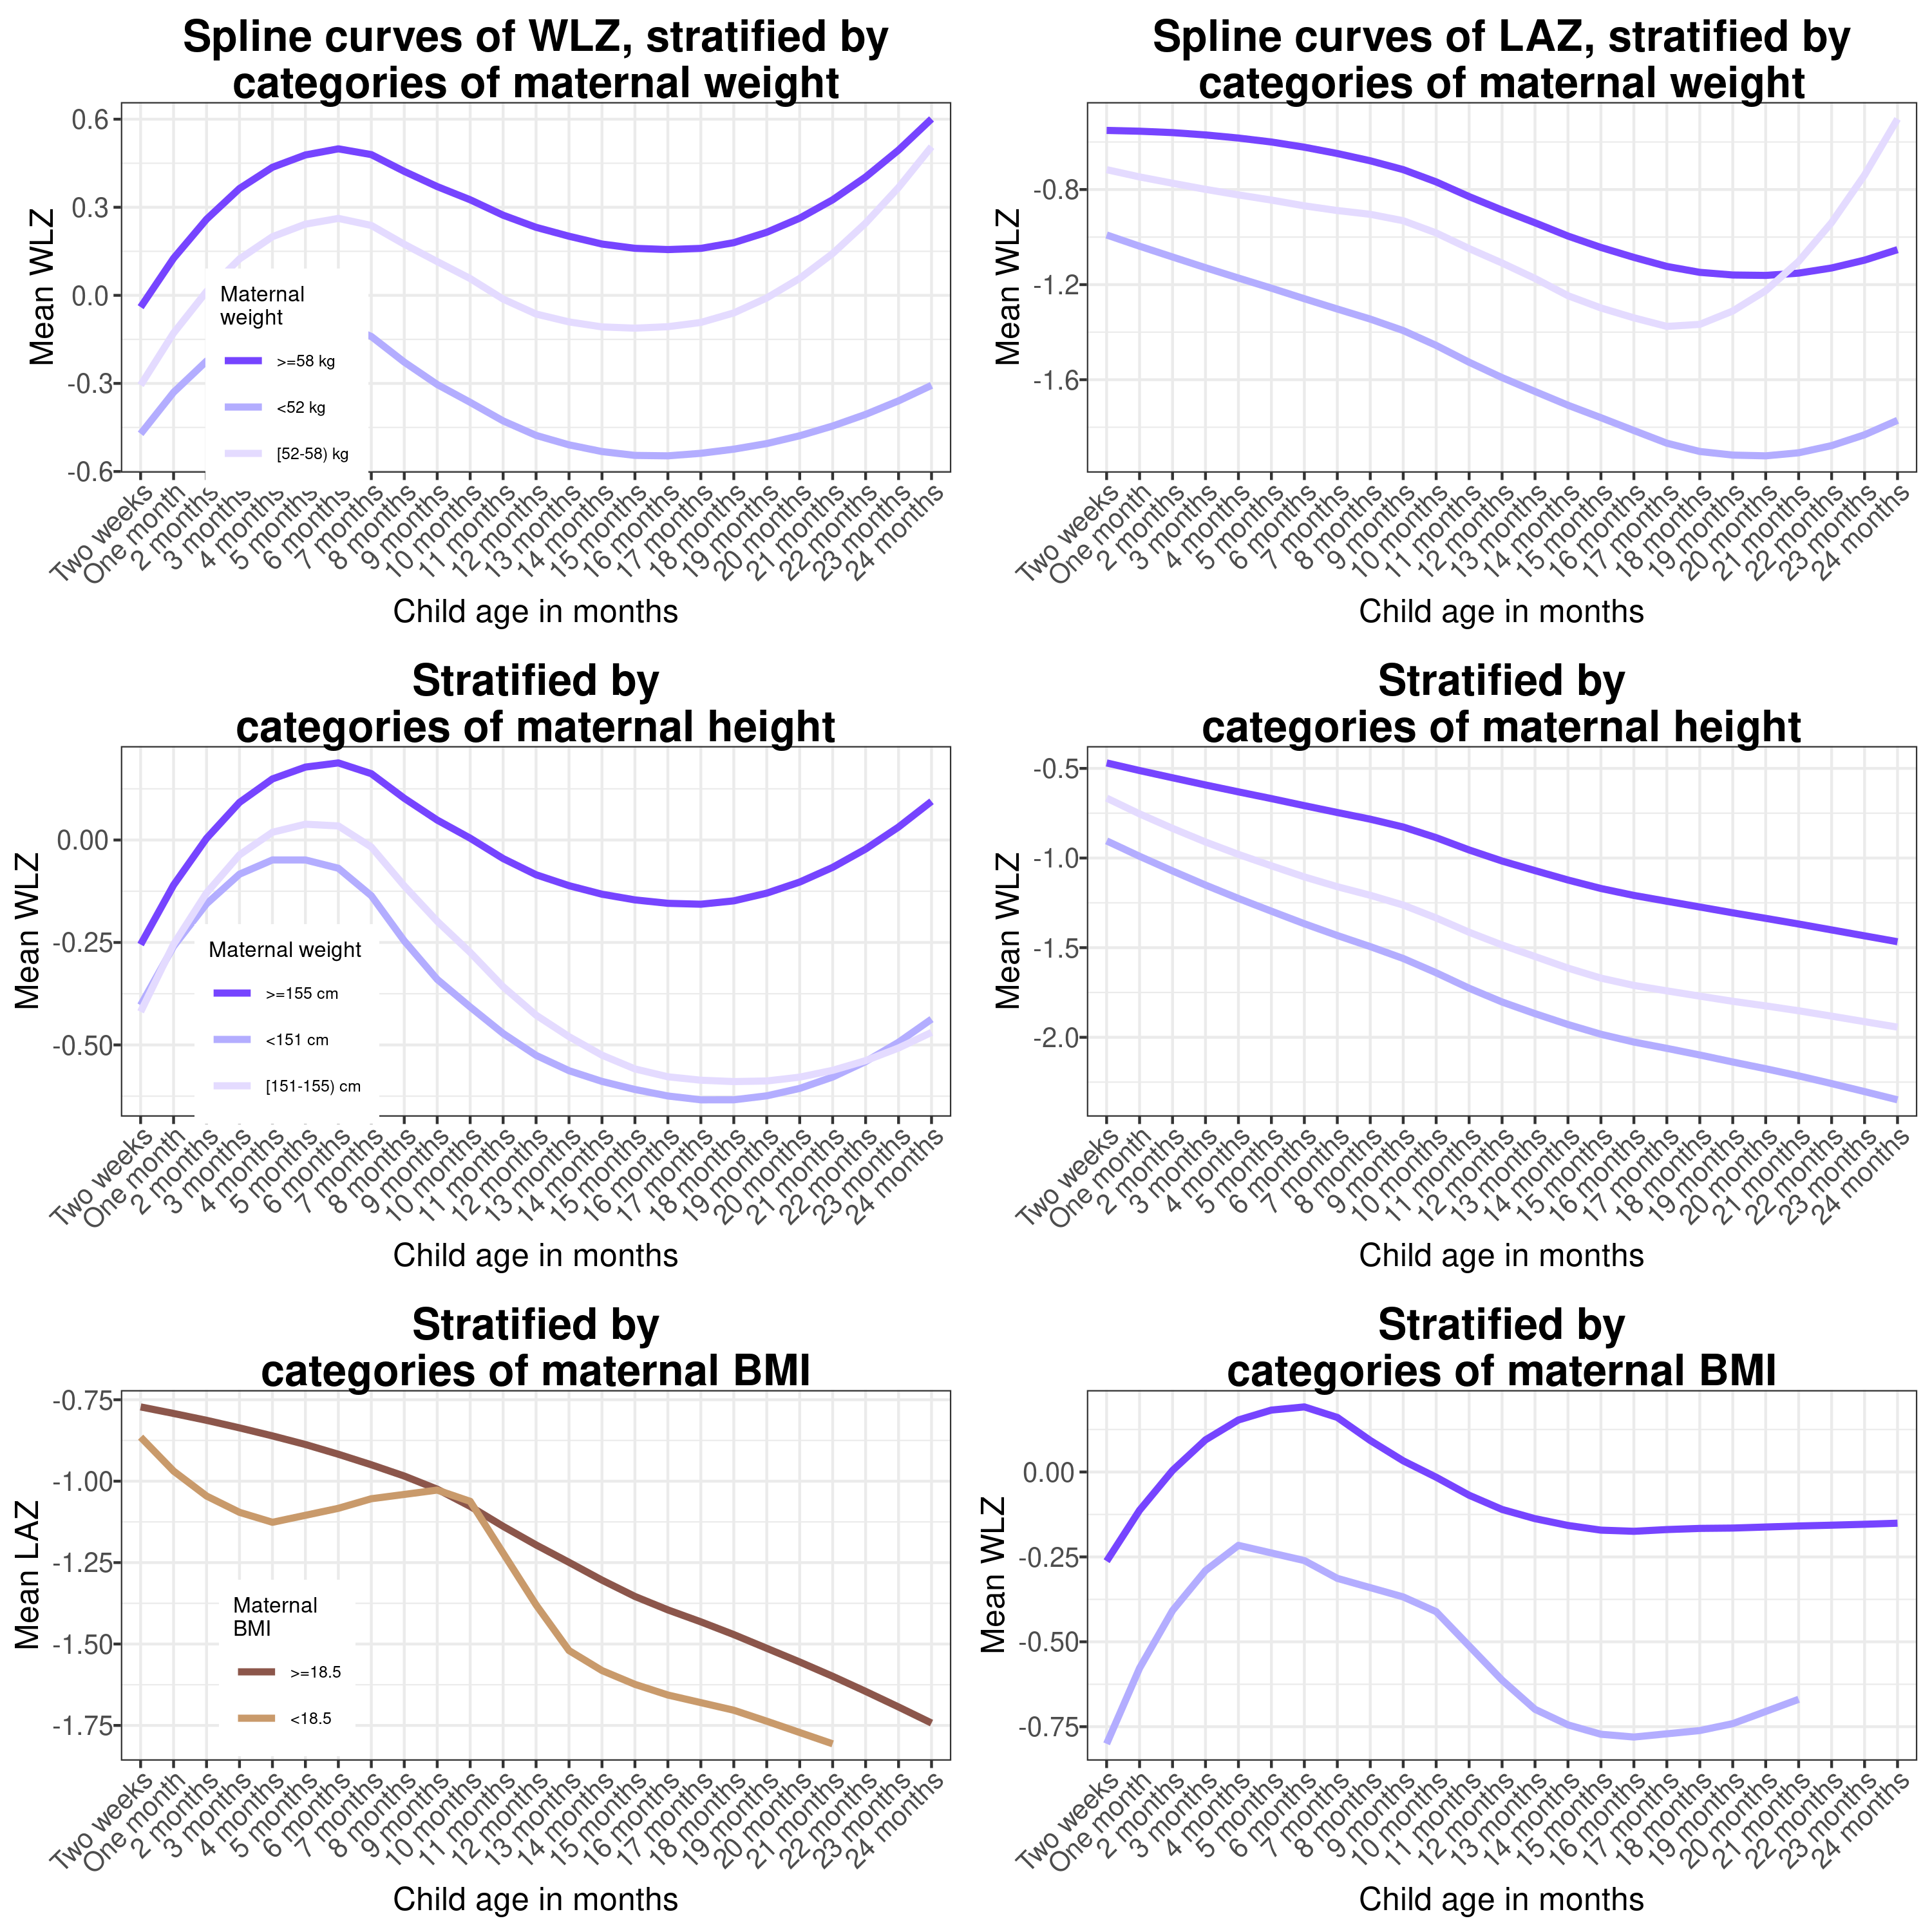 Spline curves of WLZ, stratified by
categories of maternal weight
Mean WLZ
0.6
0.3
0.0
-0.3
-0.6
Maternal
weight
>=58 kg
<52 kg
[52-58) kg
Two weeks
One month
2 months
3 months
4 months
5 months
6 months
7 months
8 months
9 months
10 months
11 months
12 months
13 months
14 months
15 months
16 months
17 months
18 months
19 months
20 months
21 months
22 months
23 months
24 months
Child age in months
Spline curves of LAZ, stratified by
categories of maternal weight
Mean WLZ
-0.8
-1.2
-1.6
Two weeks
One month
2 months
3 months
4 months
5 months
6 months
7 months
8 months
9 months
10 months
11 months
12 months
13 months
14 months
15 months
16 months
17 months
18 months
19 months
20 months
21 months
22 months
23 months
24 months
Child age in months
Stratified by
categories of maternal height
Mean WLZ
0.00
-0.25
-0.50
Maternal weight
>=155 cm
<151 cm
[151-155) cm
Two weeks
One month
2 months
3 months
4 months
5 months
6 months
7 months
8 months
9 months
10 months
11 months
12 months
13 months
14 months
15 months
16 months
17 months
18 months
19 months
20 months
21 months
22 months
23 months
24 months
Child age in months
Stratified by
categories of maternal height
Mean WLZ
-0.5
-1.0
-1.5
-2.0
Two weeks
One month
2 months
3 months
4 months
5 months
6 months
7 months
8 months
9 months
10 months
11 months
12 months
13 months
14 months
15 months
16 months
17 months
18 months
19 months
20 months
21 months
22 months
23 months
24 months
Child age in months
Stratified by
categories of maternal BMI
Mean LAZ
-0.75
-1.00
-1.25
-1.50
-1.75
Maternal
BMI
>=18.5
<18.5
Two weeks
One month
2 months
3 months
4 months
5 months
6 months
7 months
8 months
9 months
10 months
11 months
12 months
13 months
14 months
15 months
16 months
17 months
18 months
19 months
20 months
21 months
22 months
23 months
24 months
Child age in months
Stratified by
categories of maternal BMI
Mean WLZ
0.00
-0.25
-0.50
-0.75
Two weeks
One month
2 months
3 months
4 months
5 months
6 months
7 months
8 months
9 months
10 months
11 months
12 months
13 months
14 months
15 months
16 months
17 months
18 months
19 months
20 months
21 months
22 months
23 months
24 months
Child age in months